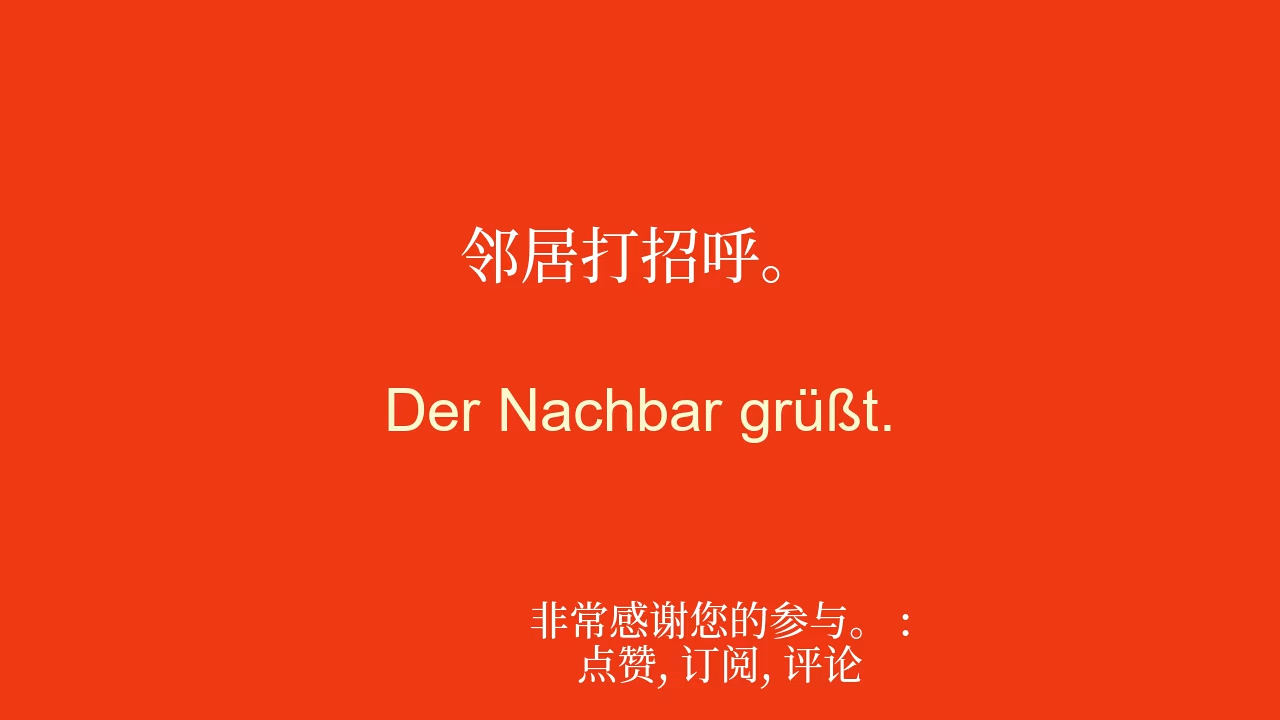 邻居打招呼。
Der Nachbar grüßt.
非常感谢您的参与。 :
点赞, 订阅, 评论